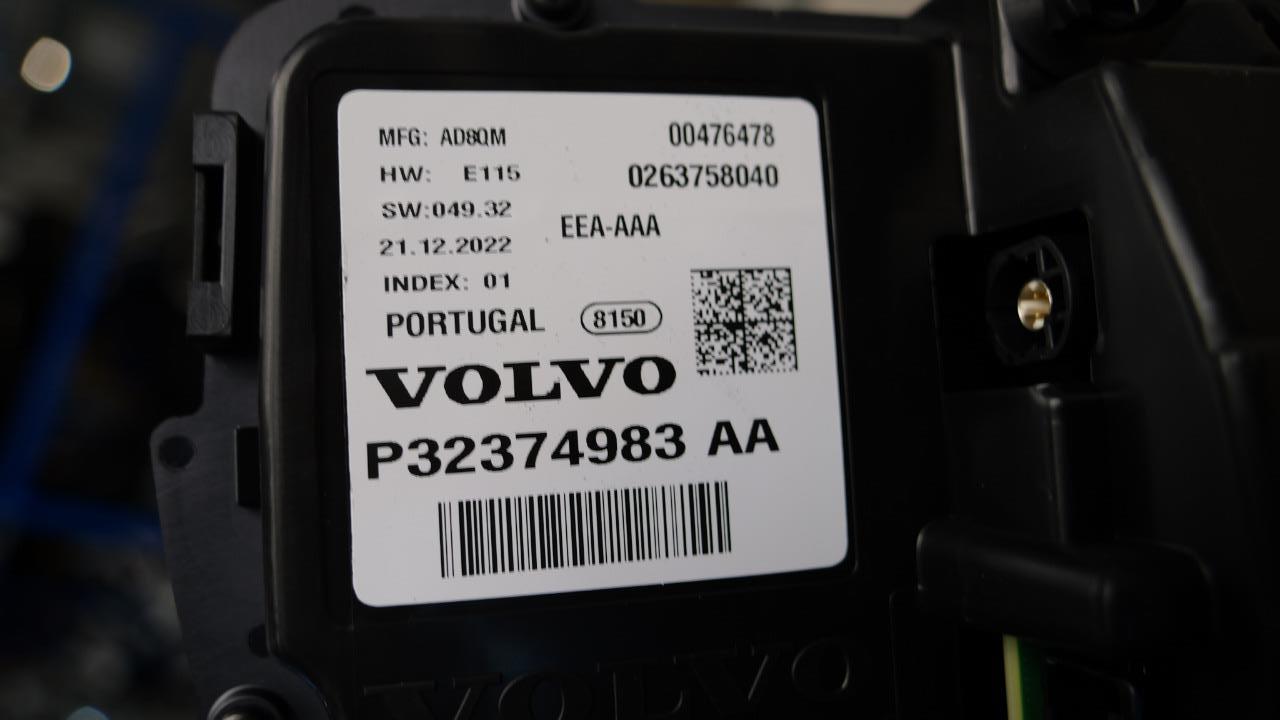 MFG: AD8QM 00476478
HW: E115 0263758040
SW:049.32
EEA-AAA
21.12.2022
INDEX: 01
PORTUGAL 8150
VOLVO
P32374983 AA
VOLVO